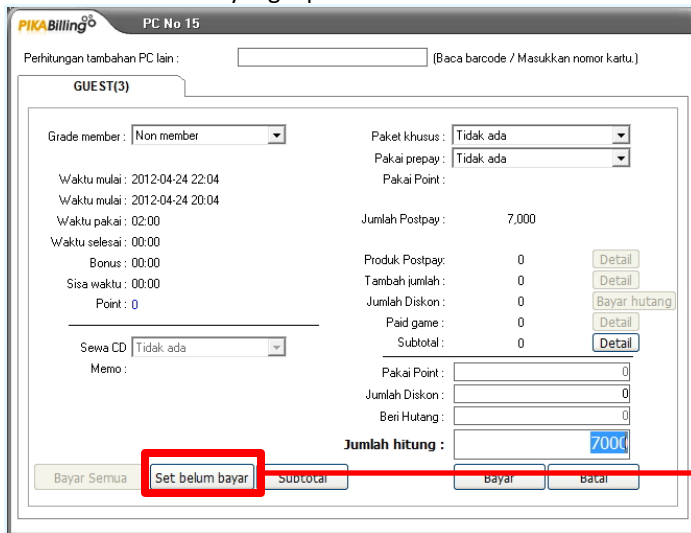 PIKABilling PC No 15
Perhitungan tambahan PC lain : (Baca barcode / Masukkan nomor kartu.)
GUEST(3)
Grade member : Non member
Waktu mulai : 2012-04-24 22:04
Waktu mulai : 2012-04-24 20:04
Waktu pakai : 02:00
Waktu selesai : 00:00
Bonus : 00:00
Sisa waktu : 00:00
Point : 0
Sewa CD Tidak ada
Memo :
Paket khusus : Tidak ada
Pakai prepay : Tidak ada
Pakai Point :
Jumlah Postpay : 7,000
Produk Postpay: 0 Detail
Tambah jumlah : 0 Detail
Jumlah Diskon : 0 Bayar hutang
Paid game : 0 Detail
Subtotal : 0 Detail
Pakai Point : 0
Jumlah Diskon : 0
Beri Hutang : 0
Jumlah hitung : 7000
Bayar Semua Set belum bayar Subtotal Bayar Batal